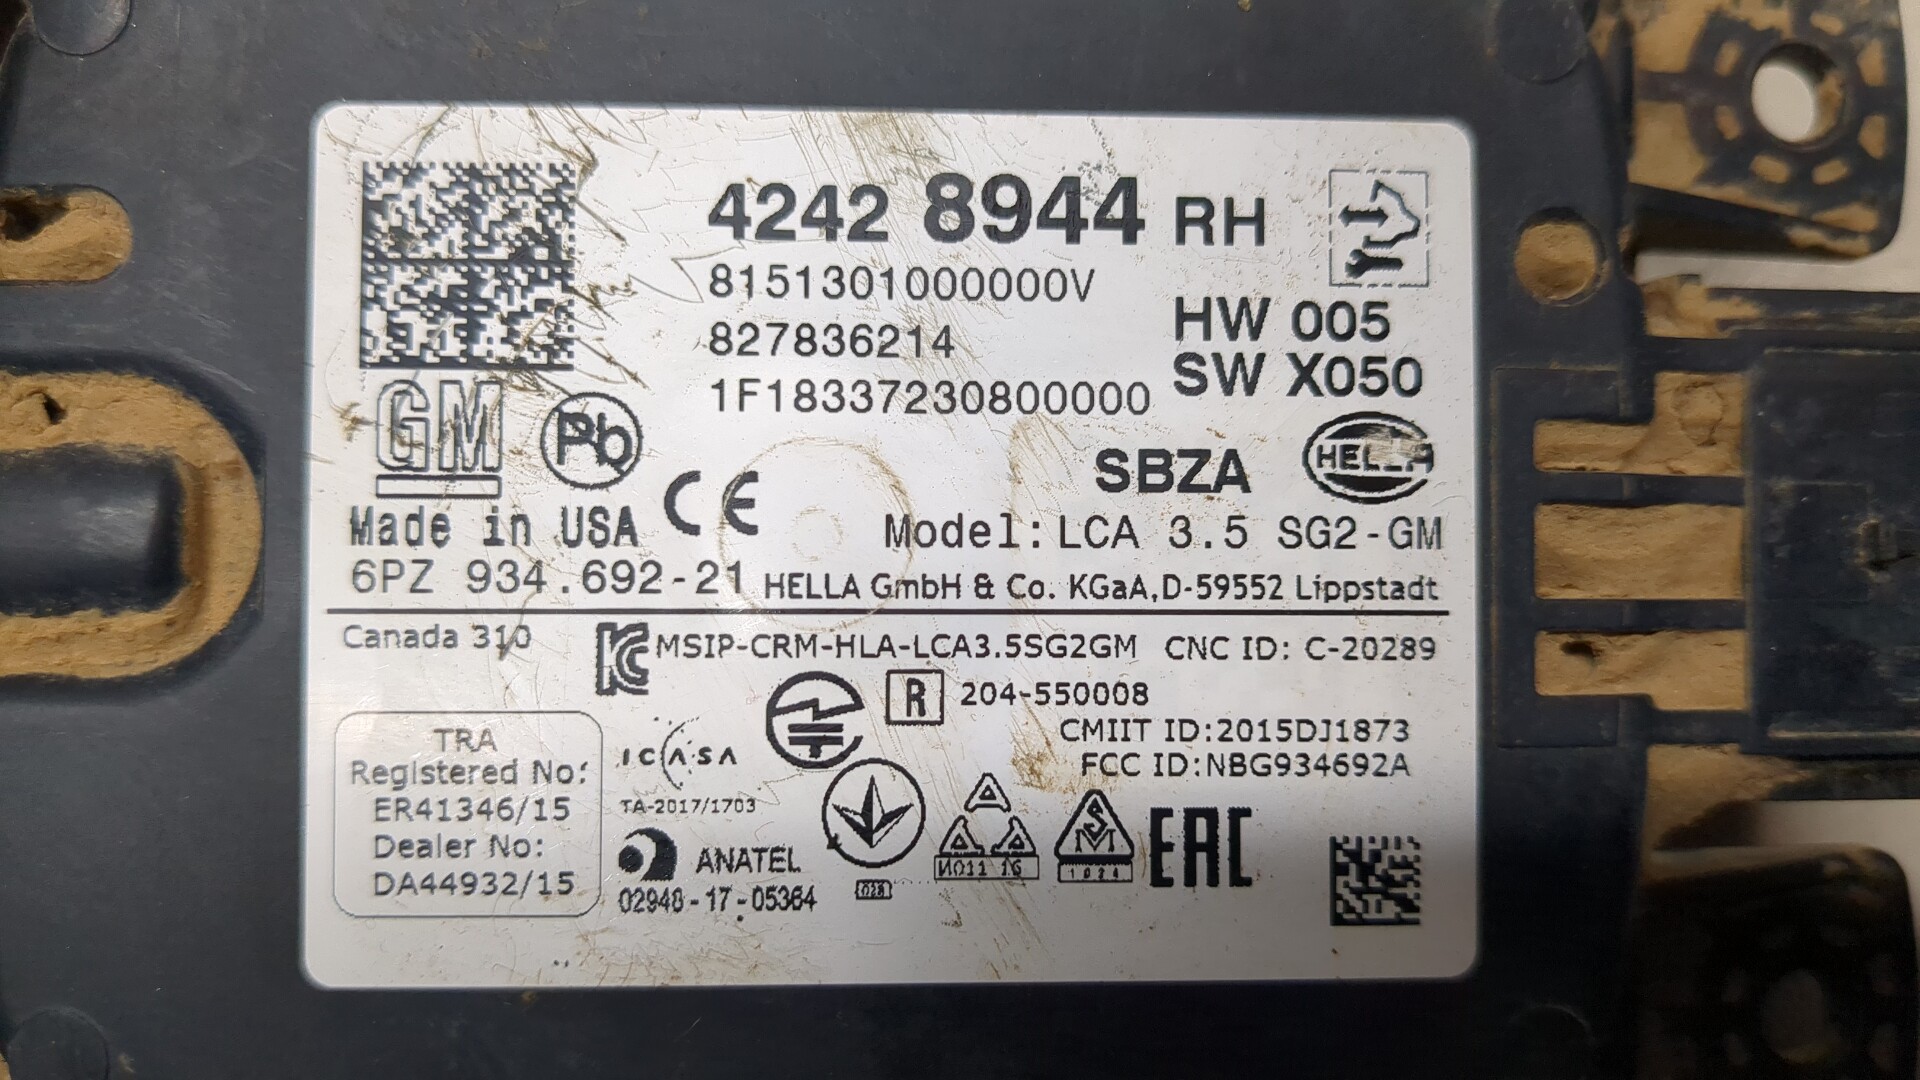 4242 8944 RH
8151301000000V
827836214
1F18337230800000
HW 005
SW X050
GM
Pb
SBZA
HELLA
Made in USA
CE
Model: LCA 3.5 SG2-GM
6PZ 934.692-21
HELLA GmbH & Co. KGaA, D-59552 Lippstadt
Canada 310
MSIP-CRM-HLA-LCA3.5SG2GM
CNC ID: C-20289
R 204-550008
CMIIT ID:2015DJ1873
FCC ID:NBG934692A
TRA
Registered No:
ER41346/15
Dealer No:
DA44932/15
ICASA
TA-2017/1703
ANATEL
02948-17-05364
EAC